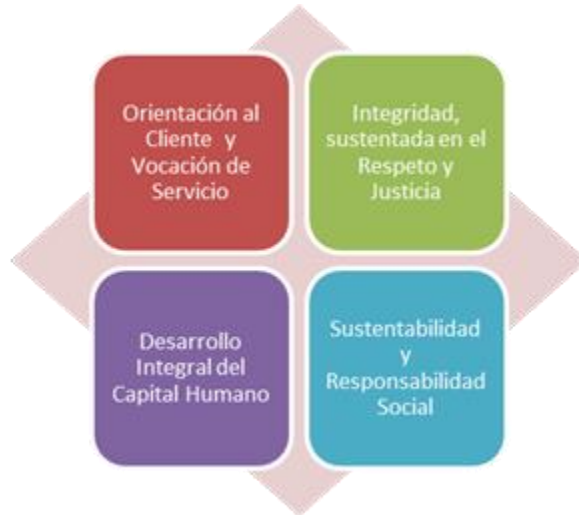 Orientación al
Cliente y
Vocación de
Servicio
Integridad,
sustentada en el
Respeto y
Justicia
Desarrollo
Integral del
Capital Humano
Sustentabilidad
y
Responsabilidad
Social